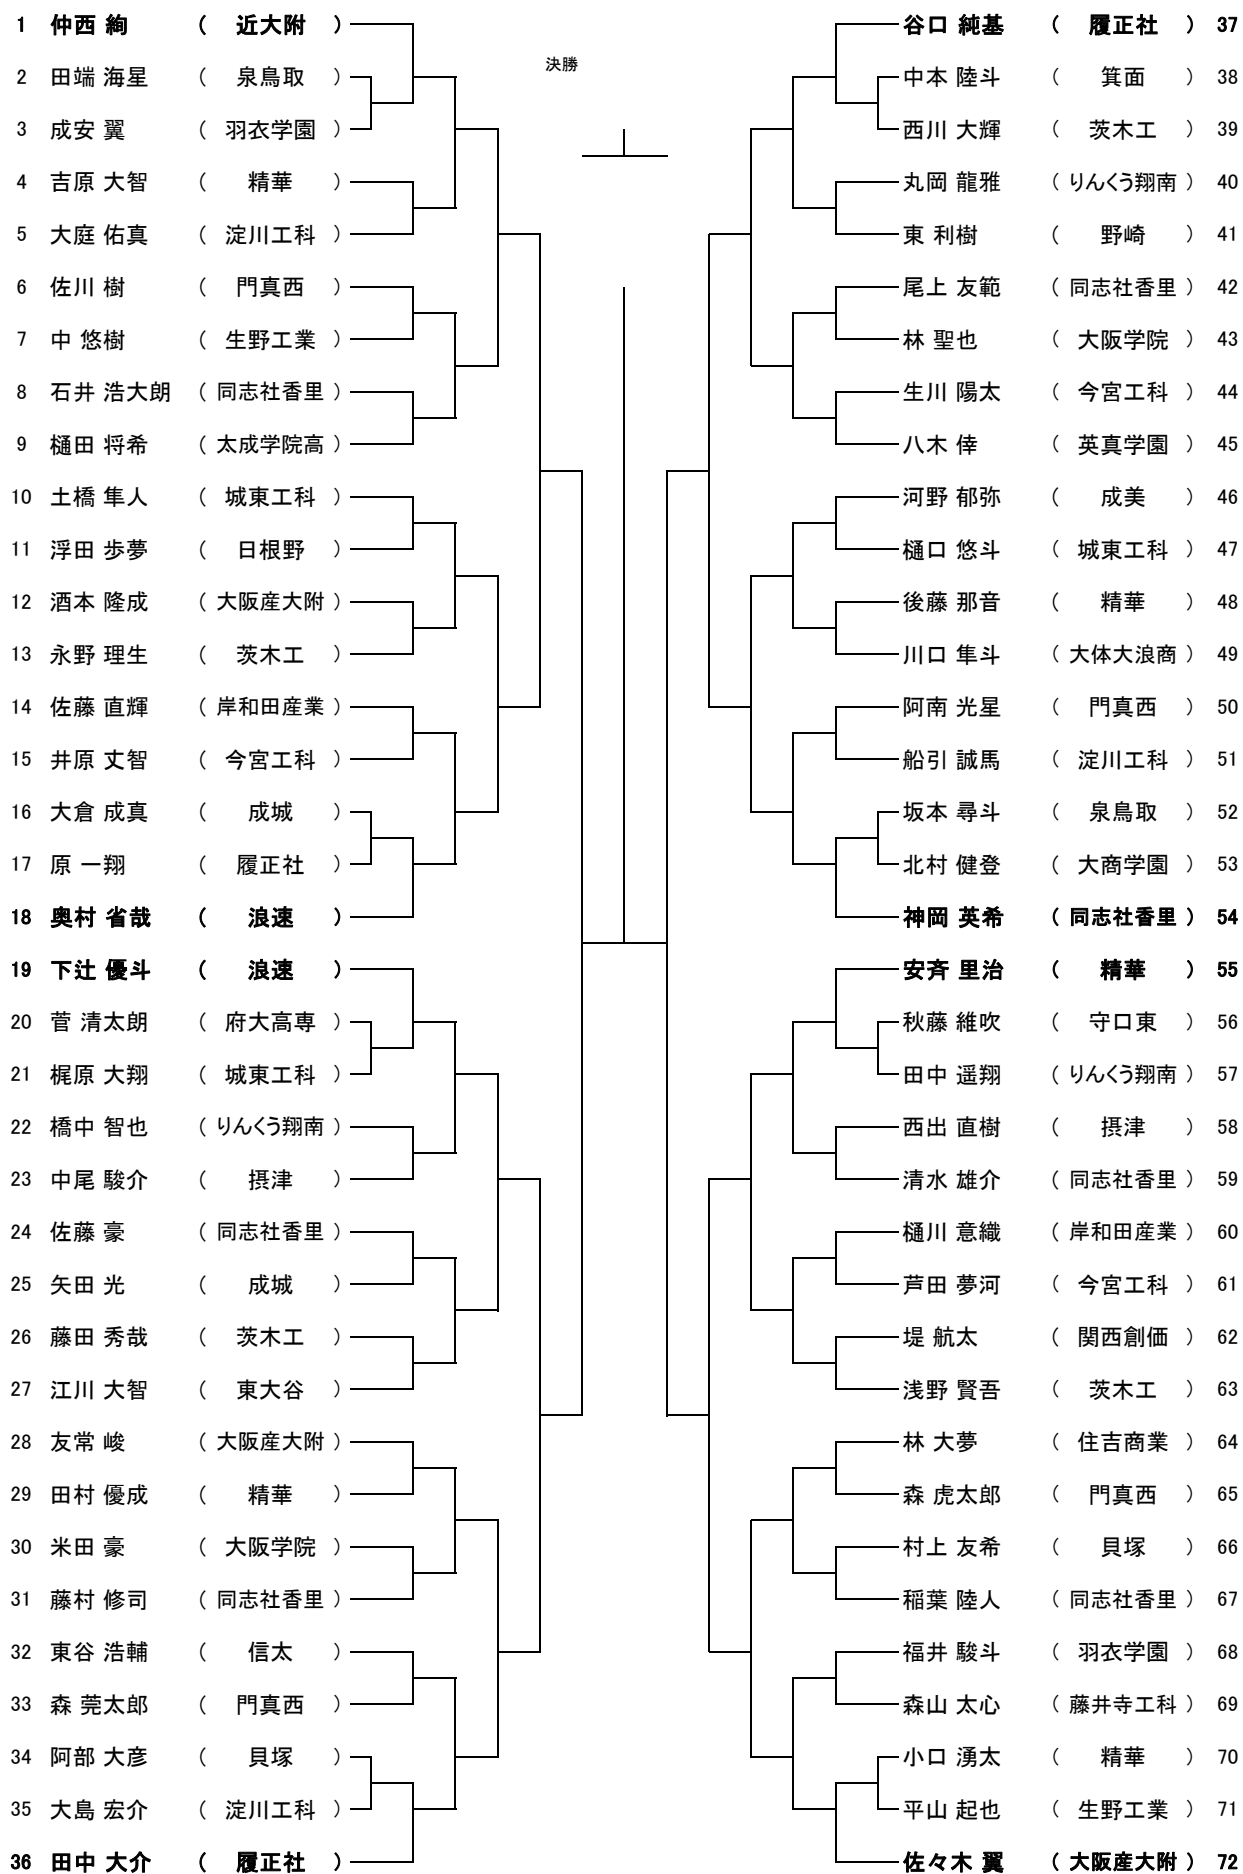 決勝
1 仲西 絢 ( 近大附 )
2 田端 海星 ( 泉鳥取 )
3 成安 翼 ( 羽衣学園 )
4 吉原 大智 ( 精華 )
5 大庭 佑真 ( 淀川工科 )
6 佐川 樹 ( 門真西 )
7 中 悠樹 ( 生野工業 )
8 石井 浩大朗 ( 同志社香里 )
9 樋田 将希 ( 太成学院高 )
10 土橋 隼人 ( 城東工科 )
11 浮田 歩夢 ( 日根野 )
12 酒本 隆成 ( 大阪産大附 )
13 永野 理生 ( 茨木工 )
14 佐藤 直輝 ( 岸和田産業 )
15 井原 丈智 ( 今宮工科 )
16 大倉 成真 ( 成城 )
17 原 一翔 ( 履正社 )
18 奥村 省哉 ( 浪速 )
19 下辻 優斗 ( 浪速 )
20 菅 清太朗 ( 府大高専 )
21 梶原 大翔 ( 城東工科 )
22 橋中 智也 ( りんくう翔南 )
23 中尾 駿介 ( 摂津 )
24 佐藤 豪 ( 同志社香里 )
25 矢田 光 ( 成城 )
26 藤田 秀哉 ( 茨木工 )
27 江川 大智 ( 東大谷 )
28 友常 峻 ( 大阪産大附 )
29 田村 優成 ( 精華 )
30 米田 豪 ( 大阪学院 )
31 藤村 修司 ( 同志社香里 )
32 東谷 浩輔 ( 信太 )
33 森 莞太郎 ( 門真西 )
34 阿部 大彦 ( 貝塚 )
35 大島 宏介 ( 淀川工科 )
36 田中 大介 ( 履正社 )
谷口 純基 ( 履正社 ) 37
中本 陸斗 ( 箕面 ) 38
西川 大輝 ( 茨木工 ) 39
丸岡 龍雅 ( りんくう翔南 ) 40
東 利樹 ( 野崎 ) 41
尾上 友範 ( 同志社香里 ) 42
林 聖也 ( 大阪学院 ) 43
生川 陽太 ( 今宮工科 ) 44
八木 倖 ( 英真学園 ) 45
河野 郁弥 ( 成美 ) 46
樋口 悠斗 ( 城東工科 ) 47
後藤 那音 ( 精華 ) 48
川口 隼斗 ( 大体大浪商 ) 49
阿南 光星 ( 門真西 ) 50
船引 誠馬 ( 淀川工科 ) 51
坂本 尋斗 ( 泉鳥取 ) 52
北村 健登 ( 大商学園 ) 53
神岡 英希 ( 同志社香里 ) 54
安斉 里治 ( 精華 ) 55
秋藤 維吹 ( 守口東 ) 56
田中 遥翔 ( りんくう翔南 ) 57
西出 直樹 ( 摂津 ) 58
清水 雄介 ( 同志社香里 ) 59
樋川 意織 ( 岸和田産業 ) 60
芦田 夢河 ( 今宮工科 ) 61
堤 航太 ( 関西創価 ) 62
浅野 賢吾 ( 茨木工 ) 63
林 大夢 ( 住吉商業 ) 64
森 虎太郎 ( 門真西 ) 65
村上 友希 ( 貝塚 ) 66
稲葉 陸人 ( 同志社香里 ) 67
福井 駿斗 ( 羽衣学園 ) 68
森山 太心 ( 藤井寺工科 ) 69
小口 湧太 ( 精華 ) 70
平山 起也 ( 生野工業 ) 71
佐々木 翼 ( 大阪産大附 ) 72